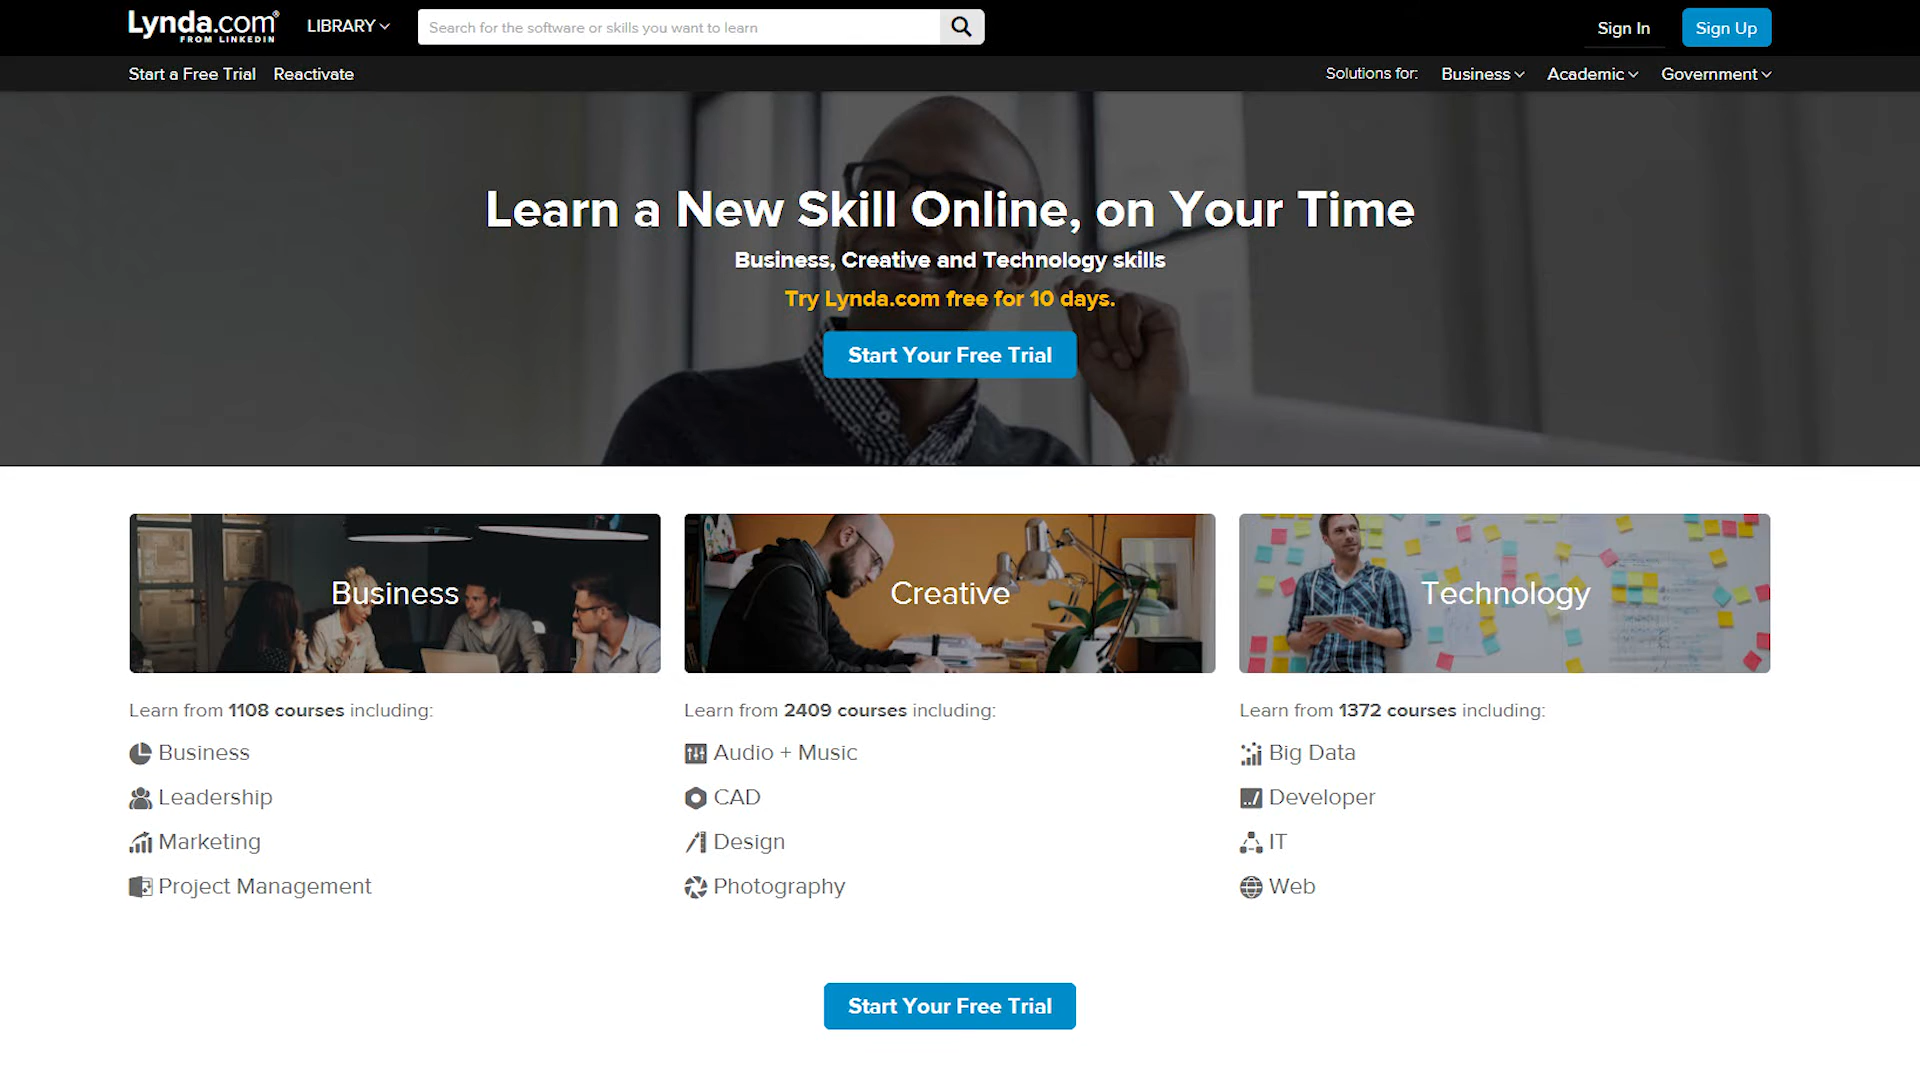 Lynda.com®
FROM LINKEDIN
LIBRARY
Search for the software or skills you want to learn
Sign In
Sign Up
Start a Free Trial
Reactivate
Solutions for:
Business
Academic
Government
Learn a New Skill Online, on Your Time
Business, Creative and Technology skills
Try Lynda.com free for 10 days.
Start Your Free Trial
Business
Learn from 1108 courses including:
Business
Leadership
Marketing
Project Management
Creative
Learn from 2409 courses including:
Audio + Music
CAD
Design
Photography
Technology
Learn from 1372 courses including:
Big Data
Developer
IT
Web
Start Your Free Trial